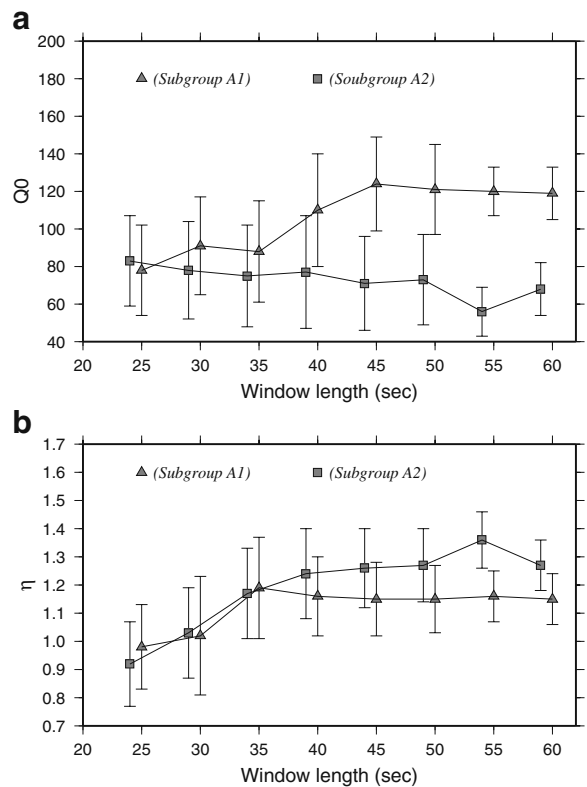 a
200
180
160
140
120
100
80
60
40
Q0
(Subgroup A1) (Soubgroup A2)
20 25 30 35 40 45 50 55 60
Window length (sec)
b
1.7
1.6
1.5
1.4
1.3
1.2
1.1
1.0
0.9
0.8
0.7
η
(Subgroup A1) (Subgroup A2)
20 25 30 35 40 45 50 55 60
Window length (sec)